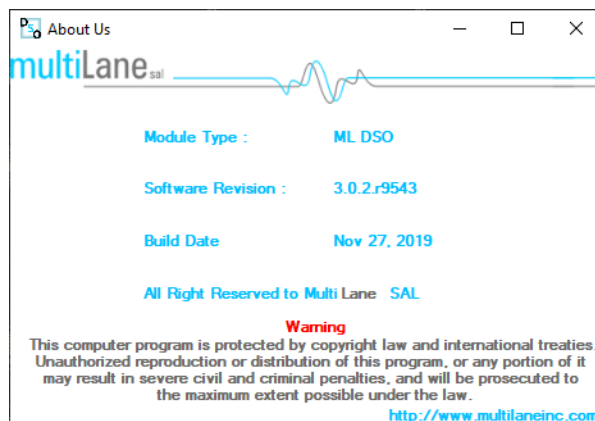 DSO About Us
multiLane sal
Module Type : ML DSO
Software Revision : 3.0.2.r9543
Build Date Nov 27, 2019
All Right Reserved to Multi Lane SAL
Warning
This computer program is protected by copyright law and international treaties.
Unauthorized reproduction or distribution of this program, or any portion of it
may result in severe civil and criminal penalties, and will be prosecuted to
the maximum extent possible under the law.
http://www.multilaneinc.com